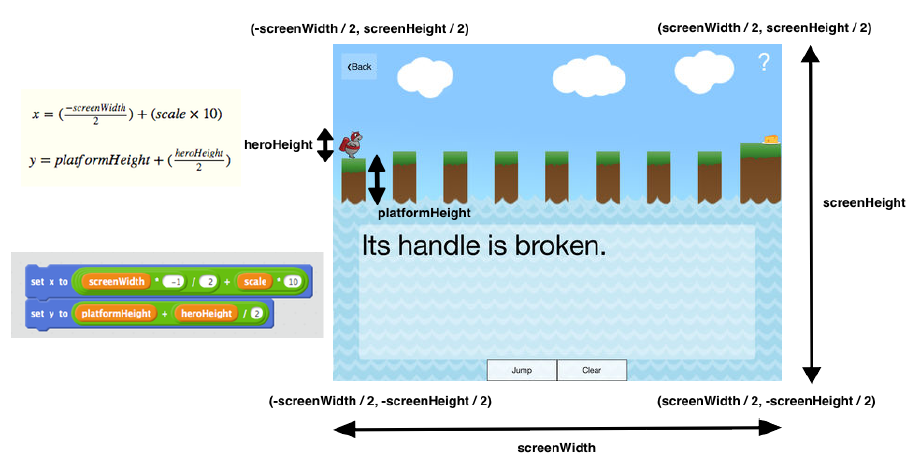 (-screenWidth / 2, screenHeight / 2)
(screenWidth / 2, screenHeight / 2)
‹Back
?
x = (-screenWidth/2) + (scale × 10)
heroHeight
y = platformHeight + (heroHeight/2)
platformHeight
screenHeight
Its handle is broken.
set x to screenWidth * -1 / 2 + scale * 10
set y to platformHeight + heroHeight / 2
Jump Clear
(-screenWidth / 2, -screenHeight / 2)
(screenWidth / 2, -screenHeight / 2)
screenWidth